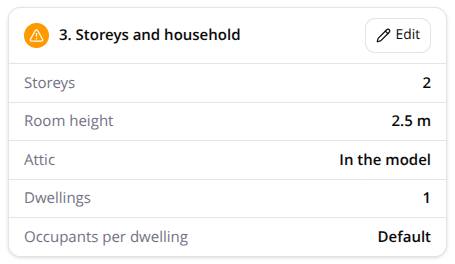 3. Storeys and household
Edit
Storeys 2
Room height 2.5 m
Attic In the model
Dwellings 1
Occupants per dwelling Default